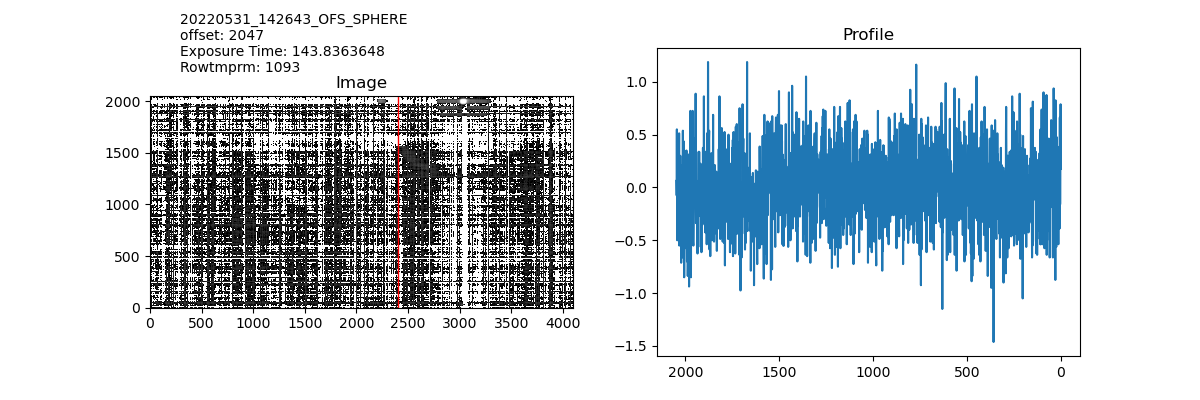 20220531_142643_OFS_SPHERE
offset: 2047
Exposure Time: 143.8363648
Rowtmprm: 1093
Image
2000
1500
1000
500
0
0 500 1000 1500 2000 2500 3000 3500 4000
Profile
1.0
0.5
0.0
−0.5
−1.0
−1.5
2000 1500 1000 500 0